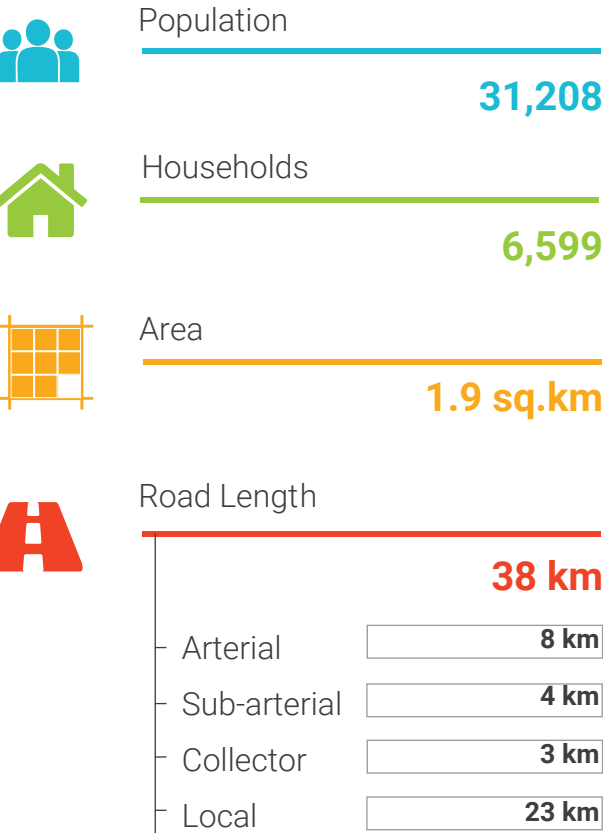 Population
31,208
Households
6,599
Area
1.9 sq.km
Road Length
38 km
Arterial 8 km
Sub-arterial 4 km
Collector 3 km
Local 23 km